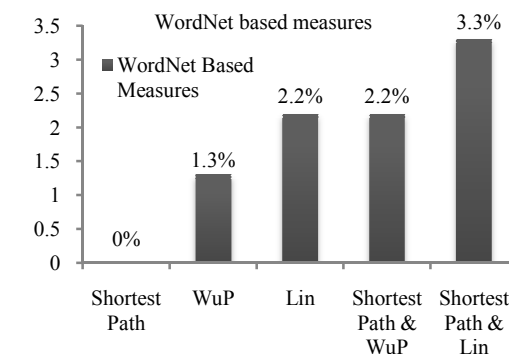 WordNet based measures
3.5
3
2.5
2
1.5
1
0.5
0
WordNet Based
Measures
0%
1.3%
2.2%
2.2%
3.3%
Shortest
Path
WuP
Lin
Shortest
Path &
WuP
Shortest
Path &
Lin